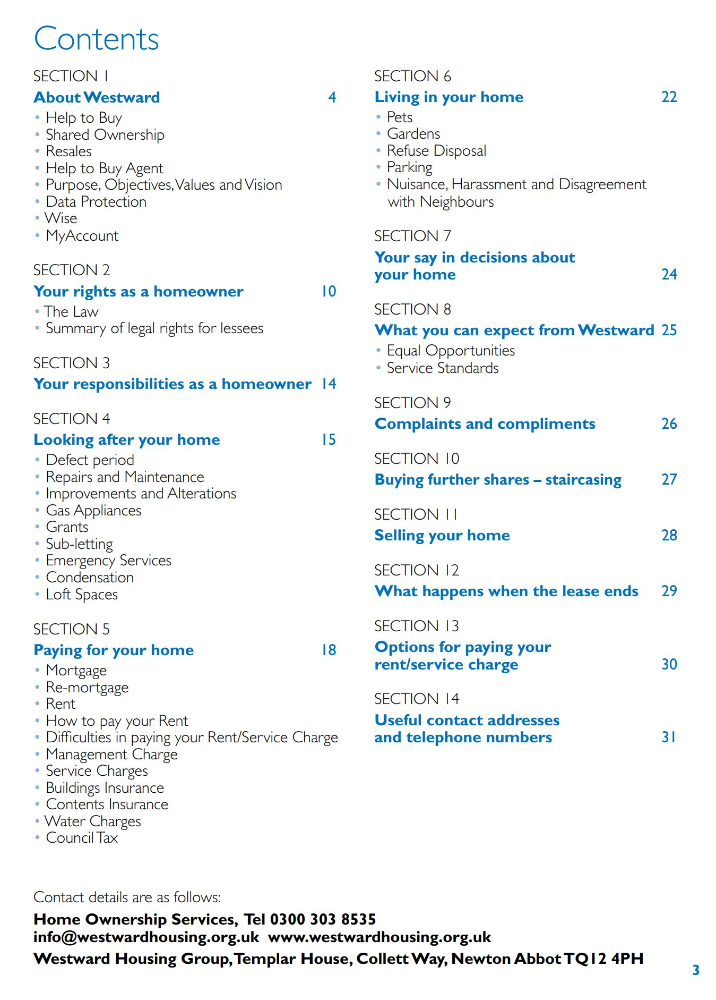 Contents
SECTION 1
About Westward 4
• Help to Buy
• Shared Ownership
• Resales
• Help to Buy Agent
• Purpose, Objectives, Values and Vision
• Data Protection
• Wise
• MyAccount
SECTION 2
Your rights as a homeowner 10
• The Law
• Summary of legal rights for lessees
SECTION 3
Your responsibilities as a homeowner 14
SECTION 4
Looking after your home 15
• Defect period
• Repairs and Maintenance
• Improvements and Alterations
• Gas Appliances
• Grants
• Sub-letting
• Emergency Services
• Condensation
• Loft Spaces
SECTION 5
Paying for your home 18
• Mortgage
• Re-mortgage
• Rent
• How to pay your Rent
• Difficulties in paying your Rent/Service Charge
• Management Charge
• Service Charges
• Buildings Insurance
• Contents Insurance
• Water Charges
• Council Tax
SECTION 6
Living in your home 22
• Pets
• Gardens
• Refuse Disposal
• Parking
• Nuisance, Harassment and Disagreement
with Neighbours
SECTION 7
Your say in decisions about
your home 24
SECTION 8
What you can expect from Westward 25
• Equal Opportunities
• Service Standards
SECTION 9
Complaints and compliments 26
SECTION 10
Buying further shares – staircasing 27
SECTION 11
Selling your home 28
SECTION 12
What happens when the lease ends 29
SECTION 13
Options for paying your
rent/service charge 30
SECTION 14
Useful contact addresses
and telephone numbers 31
Contact details are as follows:
Home Ownership Services, Tel 0300 303 8535
info@westwardhousing.org.uk www.westwardhousing.org.uk
Westward Housing Group, Templar House, Collett Way, Newton Abbot TQ12 4PH
3